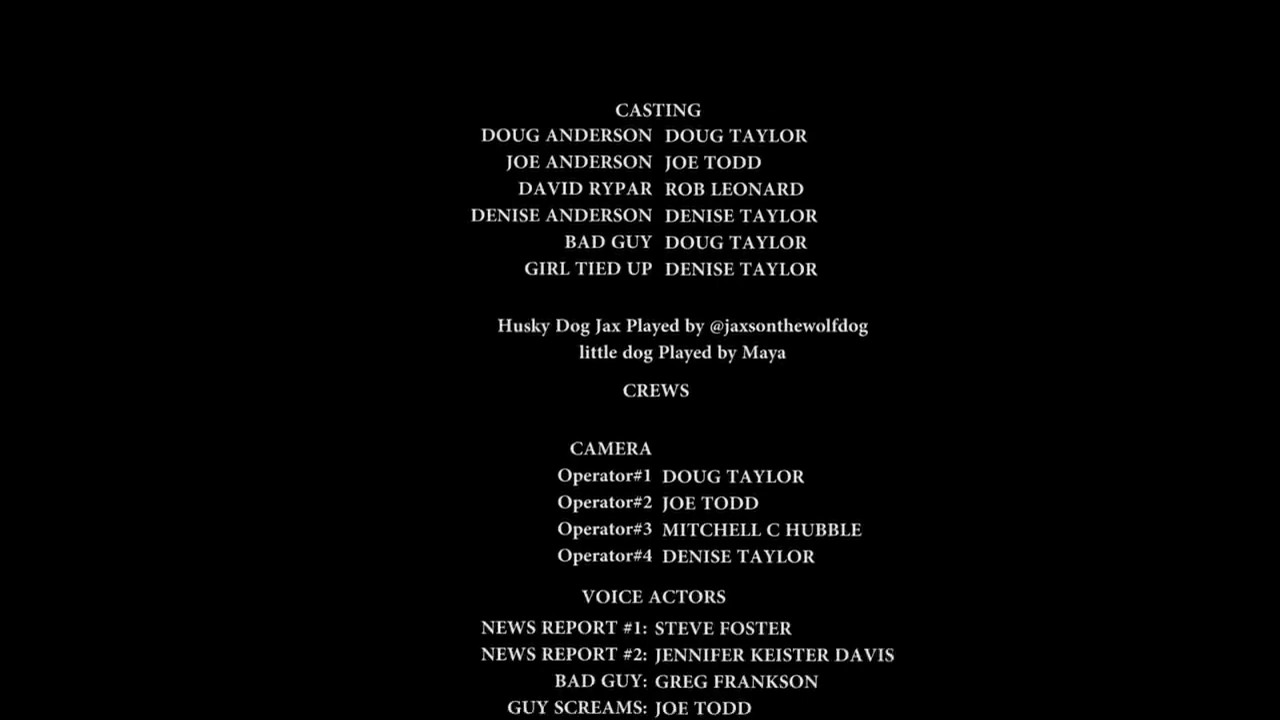 CASTING
DOUG ANDERSON DOUG TAYLOR
JOE ANDERSON JOE TODD
DAVID RYPAR ROB LEONARD
DENISE ANDERSON DENISE TAYLOR
BAD GUY DOUG TAYLOR
GIRL TIED UP DENISE TAYLOR
Husky Dog Jax Played by @jaxsonthewolfdog
little dog Played by Maya
CREWS
CAMERA
Operator#1 DOUG TAYLOR
Operator#2 JOE TODD
Operator#3 MITCHELL C HUBBLE
Operator#4 DENISE TAYLOR
VOICE ACTORS
NEWS REPORT #1: STEVE FOSTER
NEWS REPORT #2: JENNIFER KEISTER DAVIS
BAD GUY: GREG FRANKSON
GUY SCREAMS: JOE TODD